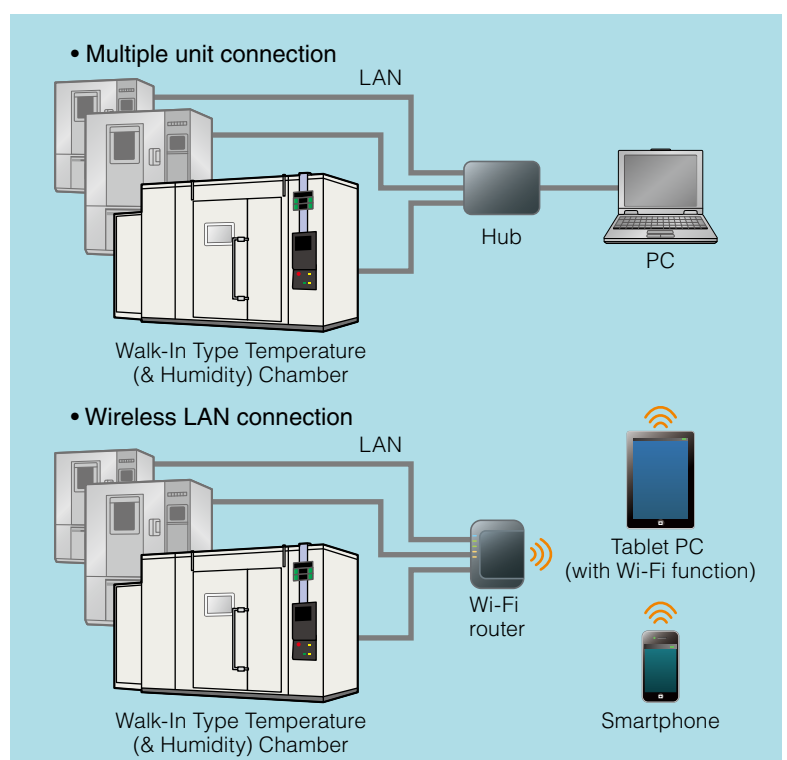 • Multiple unit connection
LAN
Hub
PC
Walk-In Type Temperature
(& Humidity) Chamber
• Wireless LAN connection
LAN
Tablet PC
(with Wi-Fi function)
Wi-Fi
router
Smartphone
Walk-In Type Temperature
(& Humidity) Chamber